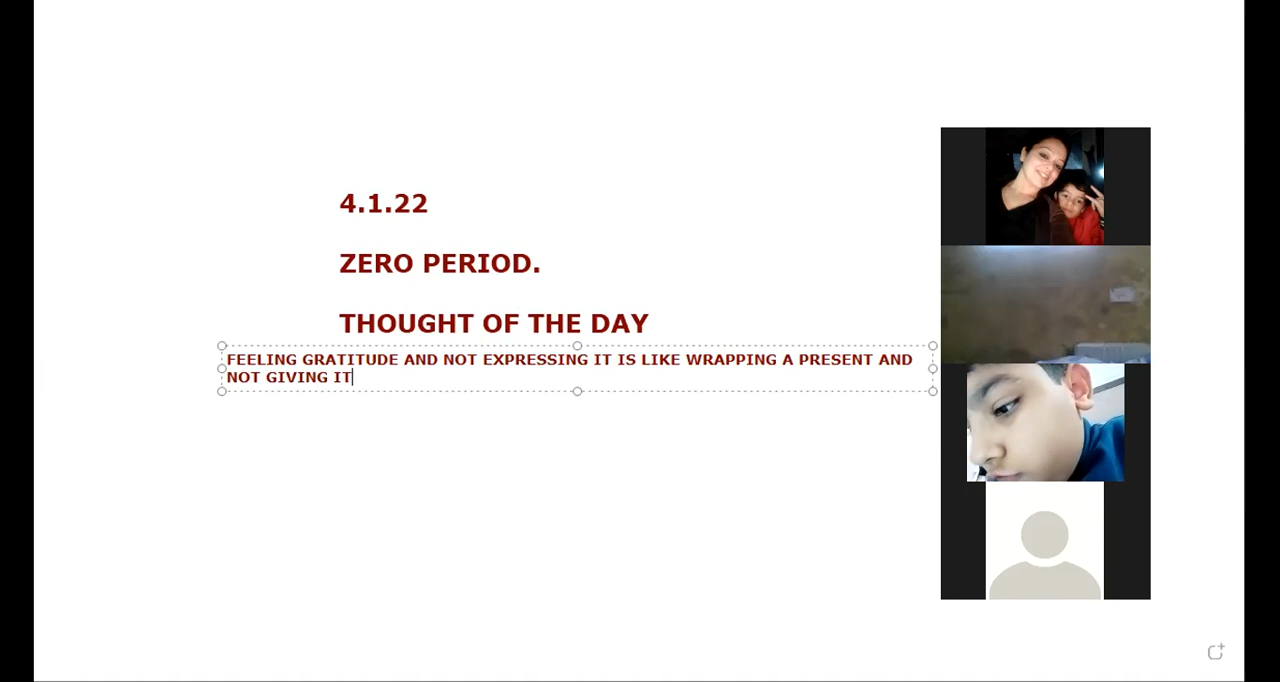 4.1.22
ZERO PERIOD.
THOUGHT OF THE DAY
FEELING GRATITUDE AND NOT EXPRESSING IT IS LIKE WRAPPING A PRESENT AND
NOT GIVING IT